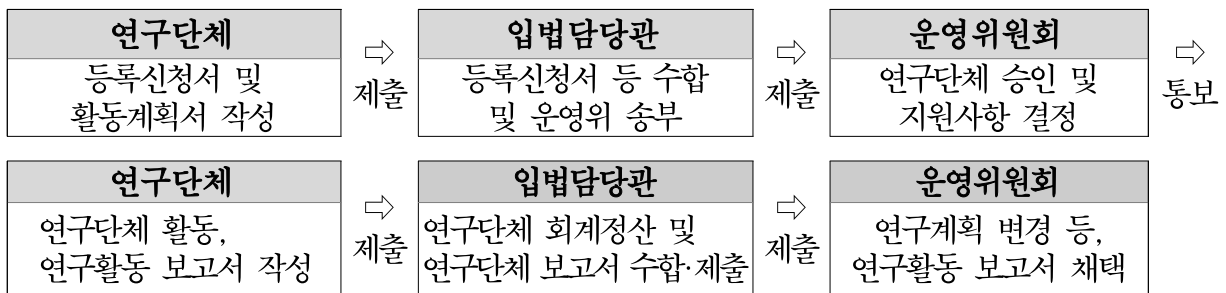 연구단체
등록신청서 및
활동계획서 작성
⇨
제출
입법담당관
등록신청서 등 수합
및 운영위 송부
⇨
제출
운영위원회
연구단체 승인 및
지원사항 결정
⇨
통보
연구단체
연구단체 활동,
연구활동 보고서 작성
⇨
제출
입법담당관
연구단체 회계정산 및
연구단체 보고서 수합·제출
⇨
제출
운영위원회
연구계획 변경 등,
연구활동 보고서 채택